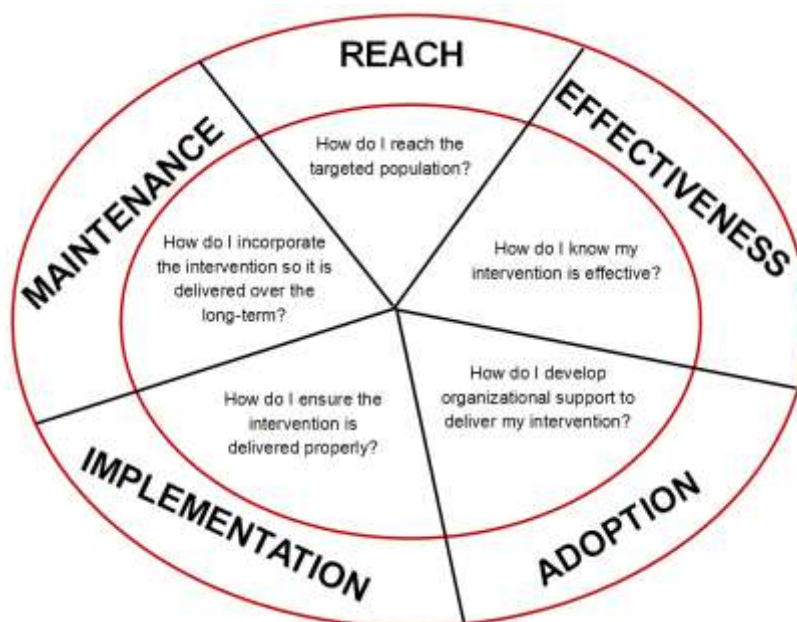 REACH
How do I reach the
targeted population?
EFFECTIVENESS
How do I know my
intervention is effective?
ADOPTION
How do I develop
organizational support to
deliver my intervention?
IMPLEMENTATION
How do I ensure the
intervention is
delivered properly?
MAINTENANCE
How do I incorporate
the intervention so it is
delivered over the
long-term?